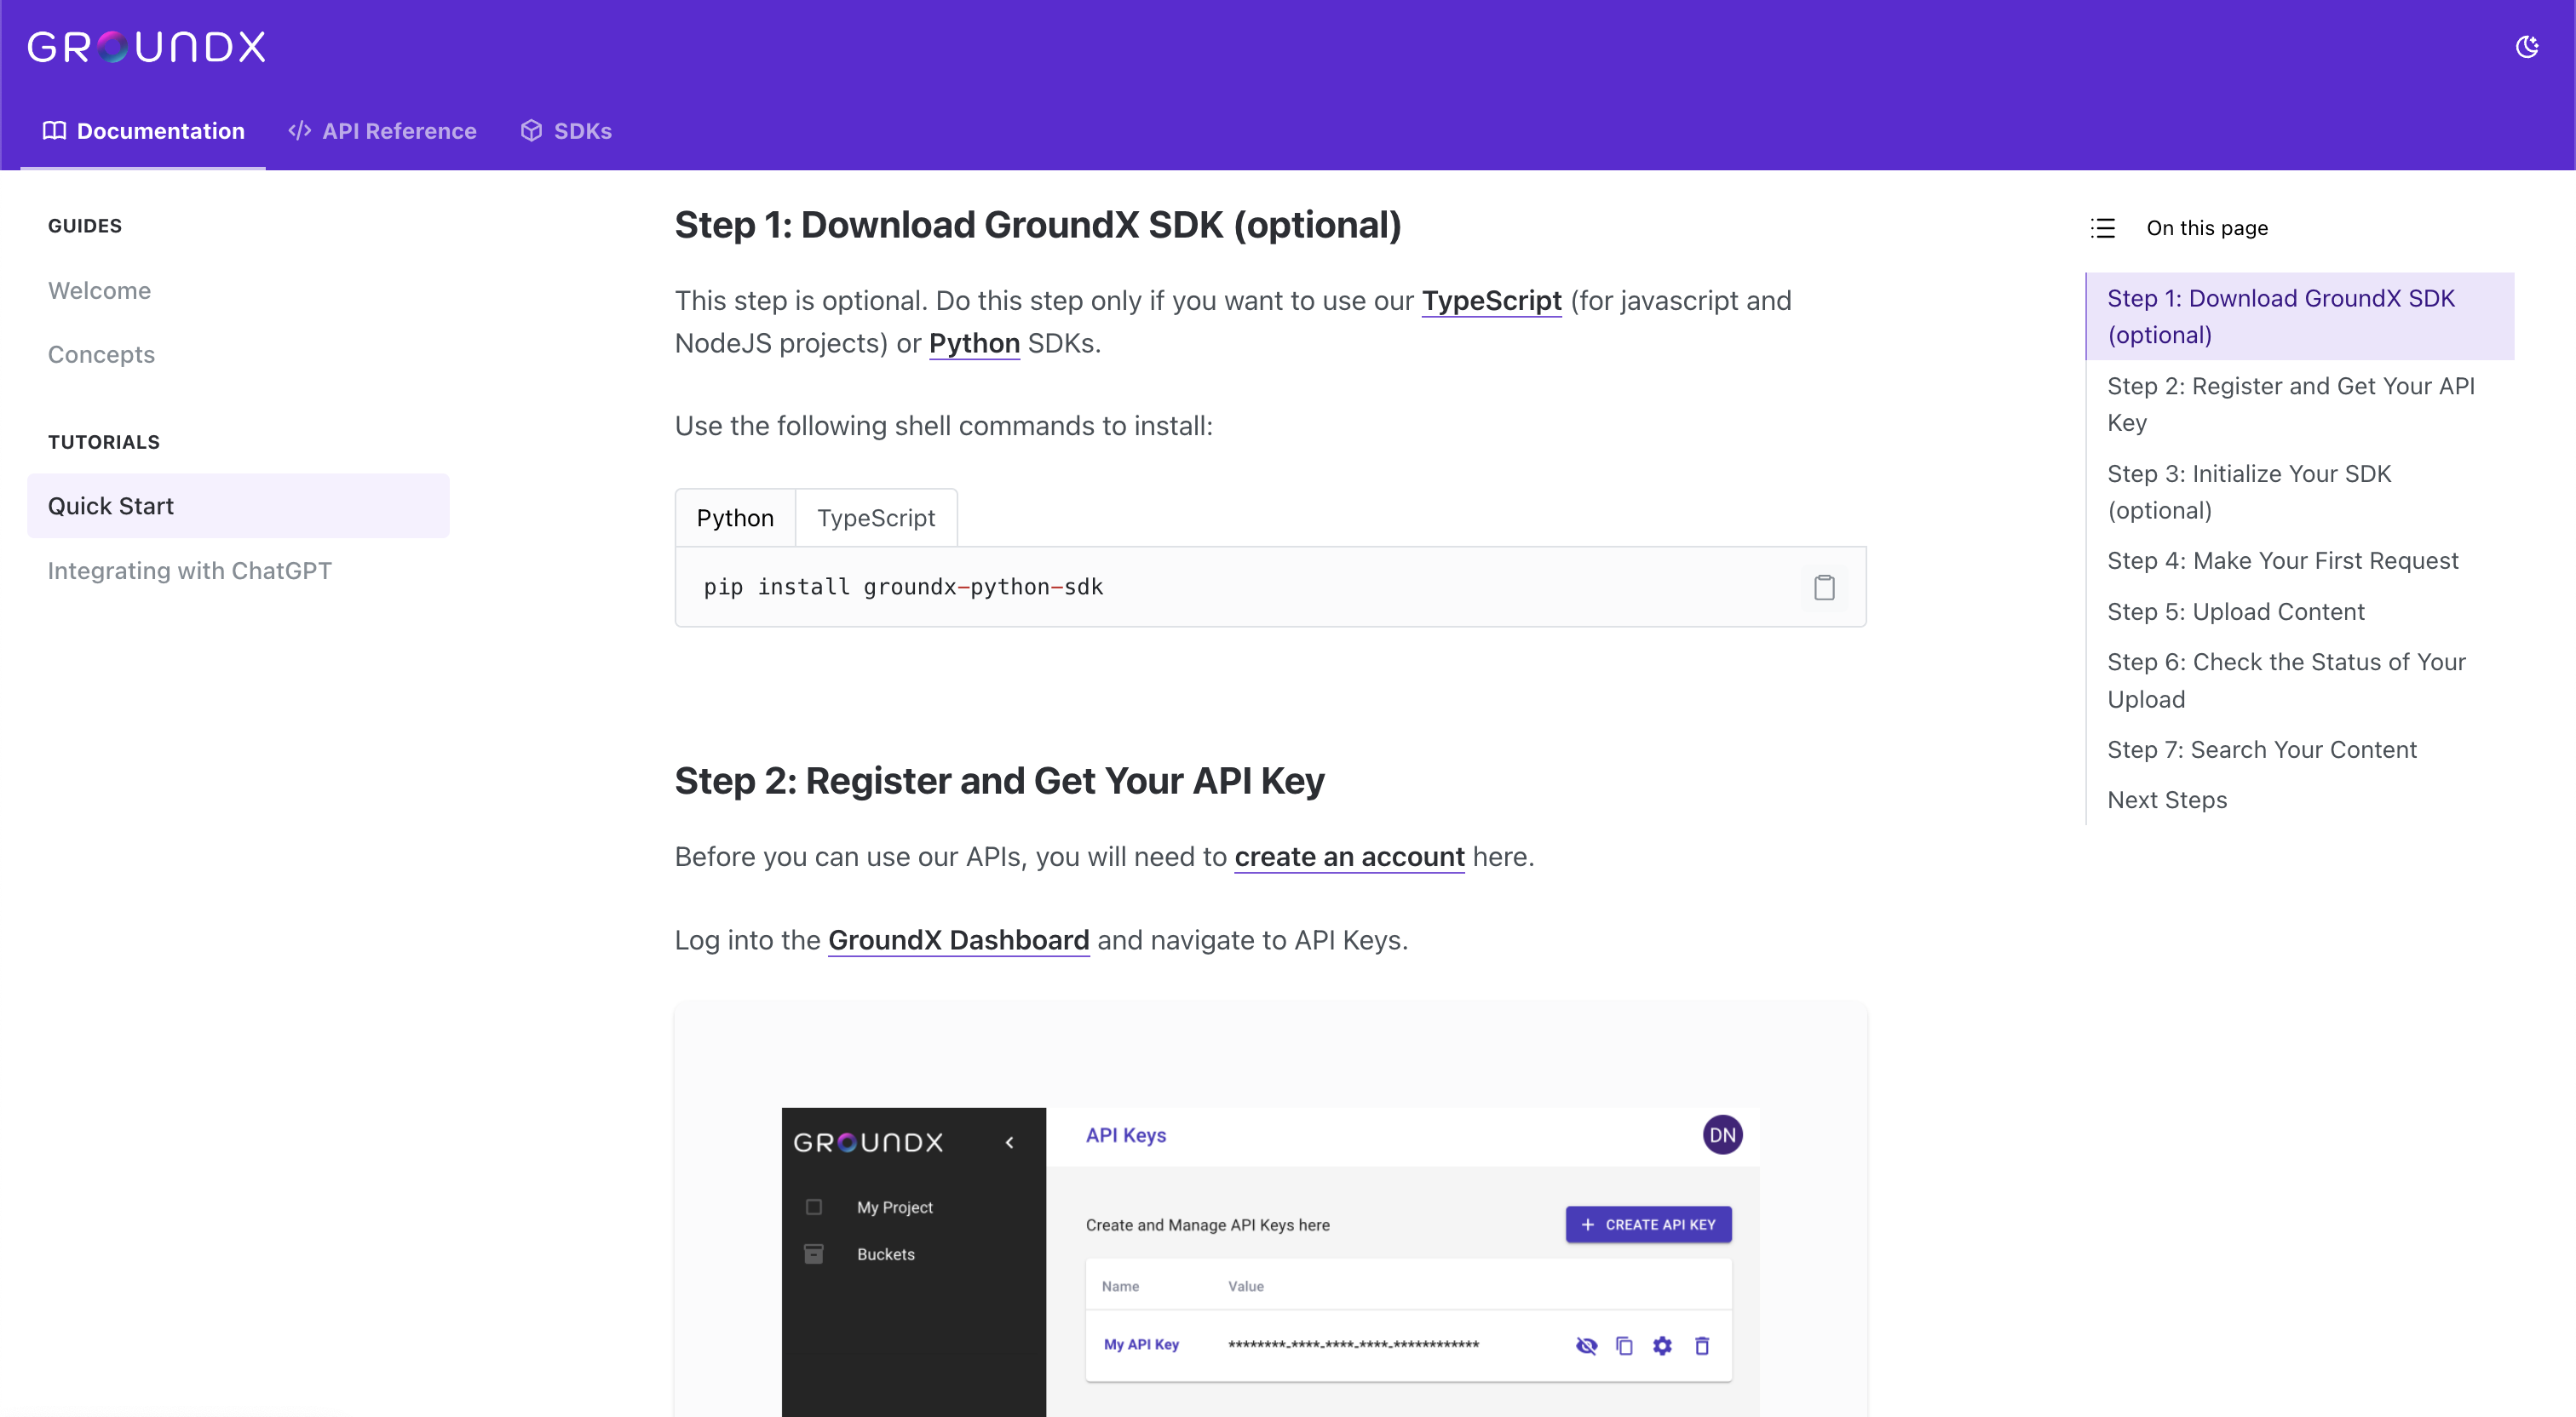 GROUNDX
Documentation
API Reference
SDKs
GUIDES
Welcome
Concepts
TUTORIALS
Quick Start
Integrating with ChatGPT
Step 1: Download GroundX SDK (optional)
This step is optional. Do this step only if you want to use our TypeScript (for javascript and
NodeJS projects) or Python SDKs.
Use the following shell commands to install:
Python
TypeScript
pip install groundx-python-sdk
Step 2: Register and Get Your API Key
Before you can use our APIs, you will need to create an account here.
Log into the GroundX Dashboard and navigate to API Keys.
GROUNDX
My Project
Buckets
API Keys
DN
Create and Manage API Keys here
+ CREATE API KEY
Name
Value
My API Key
********-****-****-****-************
On this page
Step 1: Download GroundX SDK
(optional)
Step 2: Register and Get Your API
Key
Step 3: Initialize Your SDK
(optional)
Step 4: Make Your First Request
Step 5: Upload Content
Step 6: Check the Status of Your
Upload
Step 7: Search Your Content
Next Steps